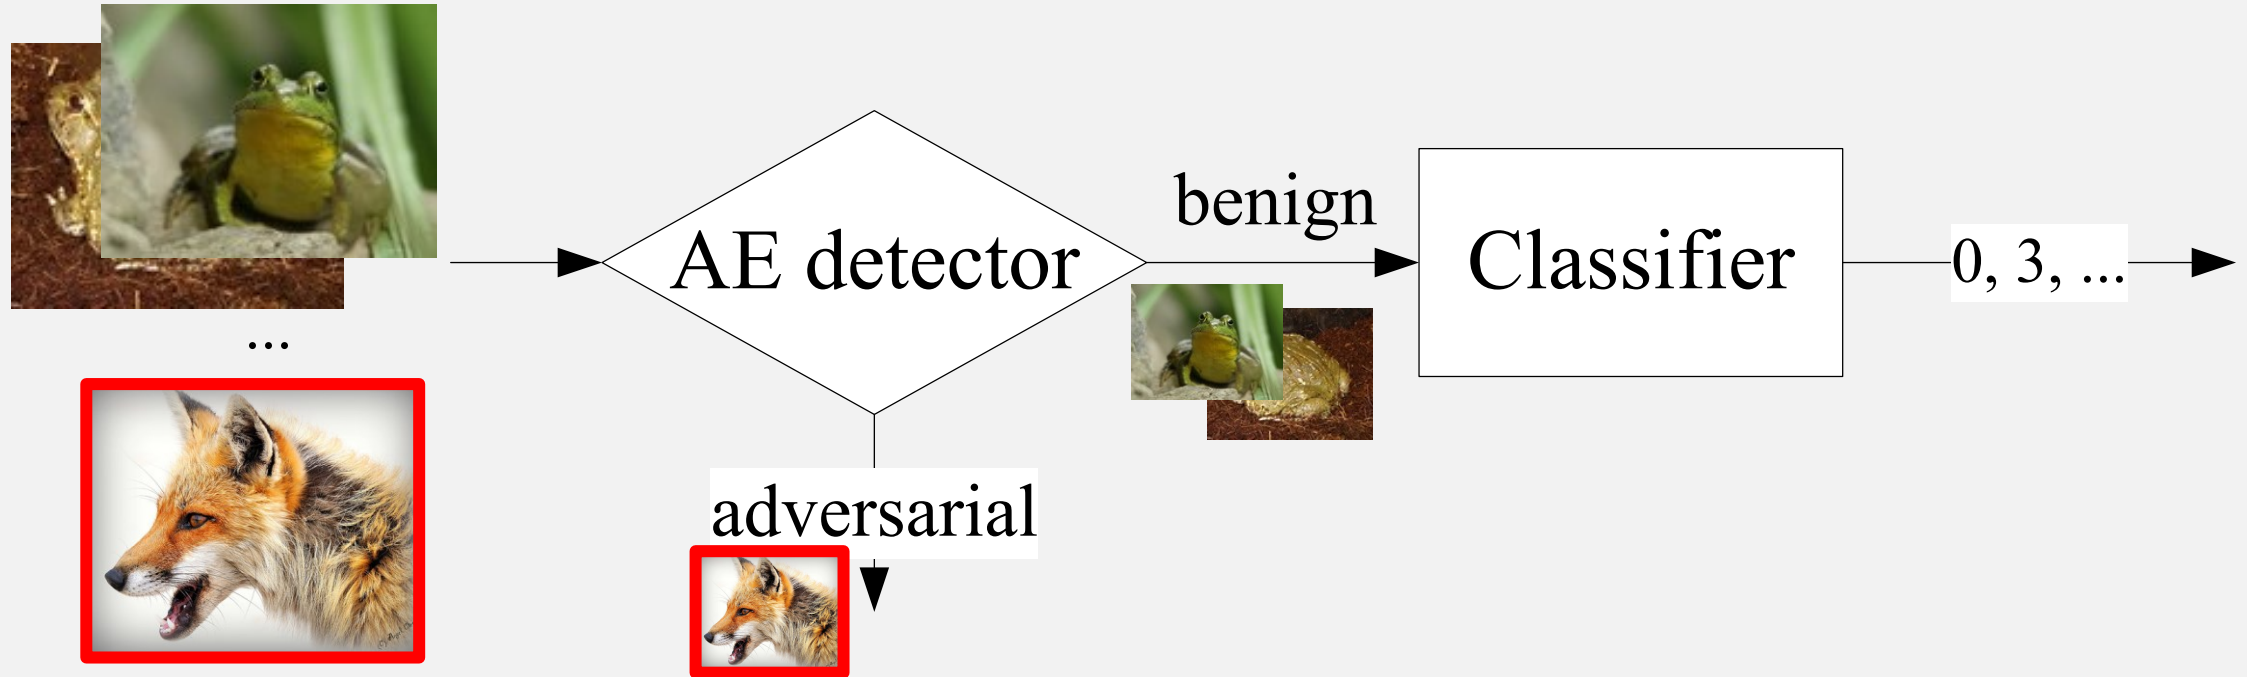 ...
AE detector
benign
Classifier
0, 3, ...
adversarial